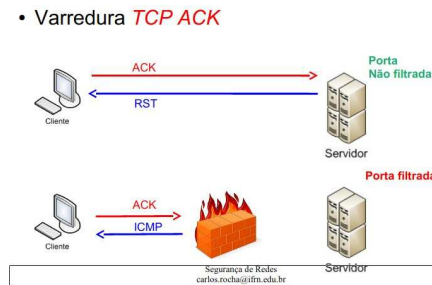 • Varredura TCP ACK
Porta
Não filtrada
ACK
RST
Cliente
Servidor
Porta filtrada
ACK
ICMP
Cliente
Servidor
Segurança de Redes
carlos.rocha@ifrn.edu.br